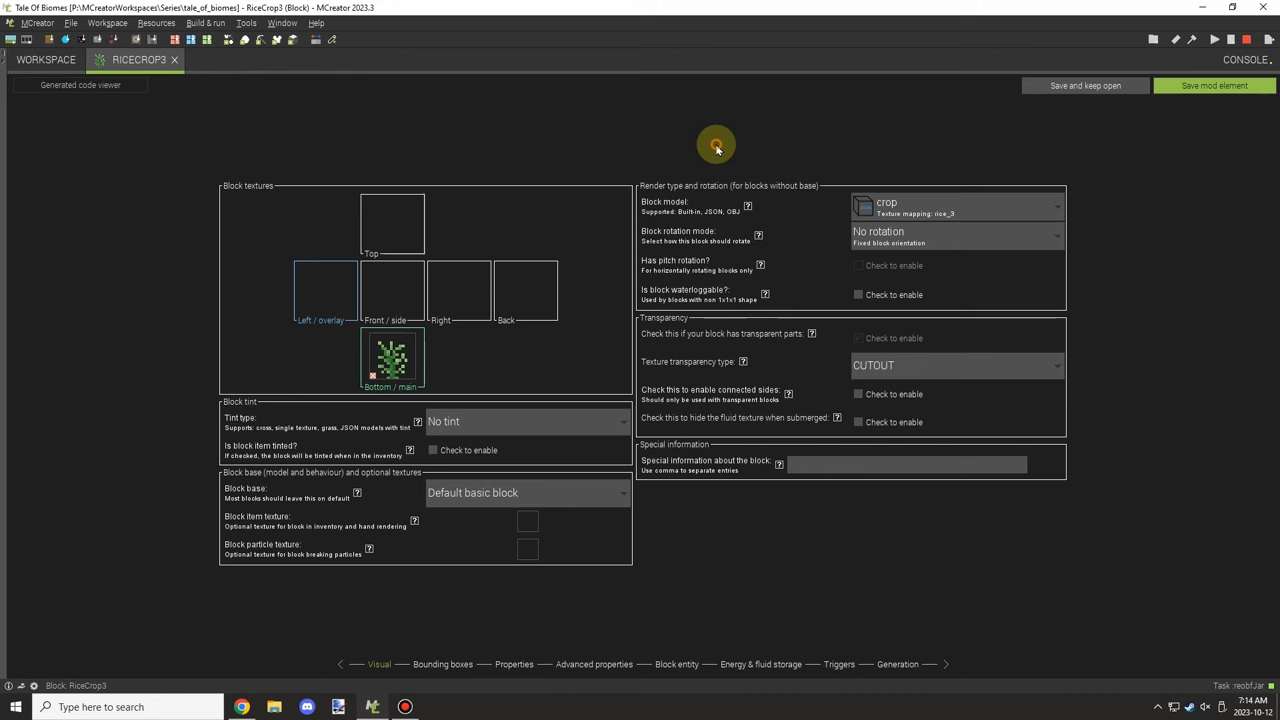 Tale Of Biomes [P:\MCreatorWorkspaces\Series\tale_of_biomes] - RiceCrop3 (Block) - MCreator 2023.3
MCreator File Workspace Resources Build & run Tools Window Help
WORKSPACE RICECROP3 CONSOLE
Generated code viewer Save and keep open Save mod element
Block textures
Top
Left / overlay Front / side Right Back
Bottom / main
Block tint
Tint type: ? No tint
Supports: cross, single texture, grass, JSON models with tint
Is block item tinted? ? Check to enable
If checked, the block will be tinted when in the inventory
Block base (model and behaviour) and optional textures
Block base: ? Default basic block
Most blocks should leave this on default
Block item texture: ?
Optional texture for block in inventory and hand rendering
Block particle texture: ?
Optional texture for block breaking particles
Render type and rotation (for blocks without base)
Block model: ? crop
Supported: Built-in, JSON, OBJ Texture mapping: rice_3
Block rotation mode: ? No rotation
Select how this block should rotate Fixed block orientation
Has pitch rotation? ? Check to enable
For horizontally rotating blocks only
Is block waterloggable?: ? Check to enable
Used by blocks with non 1x1x1 shape
Transparency
Check this if your block has transparent parts: ? Check to enable
Texture transparency type: ? CUTOUT
Check this to enable connected sides: ? Check to enable
Should only be used with transparent blocks
Check this to hide the fluid texture when submerged: ? Check to enable
Special information
Special information about the block: ?
Use comma to separate entries
Visual Bounding boxes Properties Advanced properties Block entity Energy & fluid storage Triggers Generation
Block: RiceCrop3 Task :reobfJar
Type here to search
7:14 AM
2023-10-12